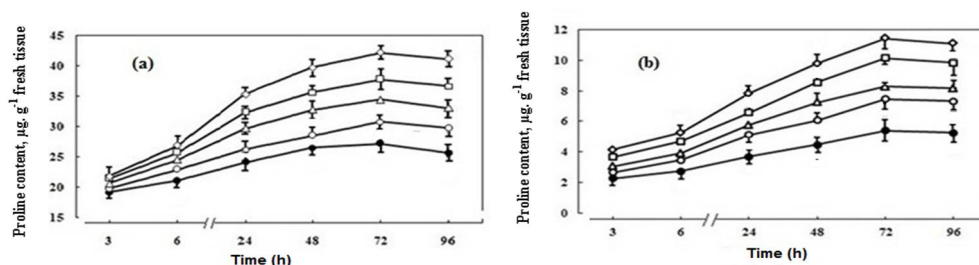 Proline content, µg. g-1 fresh tissue
45
40
35
30
25
20
15
(a)
3 6 24 48 72 96
Time (h)
Proline content, µg. g-1 fresh tissue
12
10
8
6
4
2
0
(b)
3 6 24 48 72 96
Time (h)